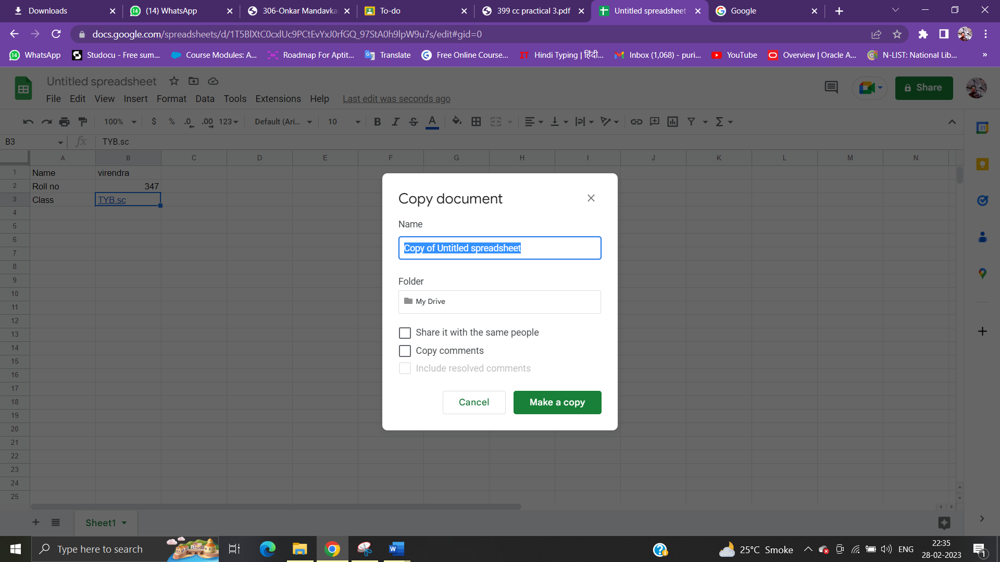 Downloads
(14) WhatsApp
306-Onkar Mandavka
To-do
399 cc practical 3.pdf
Untitled spreadsheet
Google
docs.google.com/spreadsheets/d/1T5BlXtC0cxlUc9PCtEvYxJ0rfGQ_97StA0h9lpW9u7s/edit#gid=0
WhatsApp
Studocu - Free sum...
Course Modules: A...
Roadmap For Aptit...
Translate
Free Online Course...
Hindi Typing | हिंदी...
Inbox (1,068) - puri...
YouTube
Overview | Oracle A...
N-LIST: National Lib...
»
Untitled spreadsheet
File Edit View Insert Format Data Tools Extensions Help Last edit was seconds ago
Share
100% $ % .0 .00 123 Default (Ari... 10 B I S A Σ
B3 fx TYB.sc
A B C D E F G H I J K L M N
1 Name virendra
2 Roll no 347
3 Class TYB.sc
4
5
6
7
8
9
10
11
12
13
14
15
16
17
18
19
20
21
22
23
24
25
Copy document
Name
Copy of Untitled spreadsheet
Folder
My Drive
Share it with the same people
Copy comments
Include resolved comments
Cancel Make a copy
31
Sheet1
Type here to search
25°C Smoke
ENG
22:35
28-02-2023
1